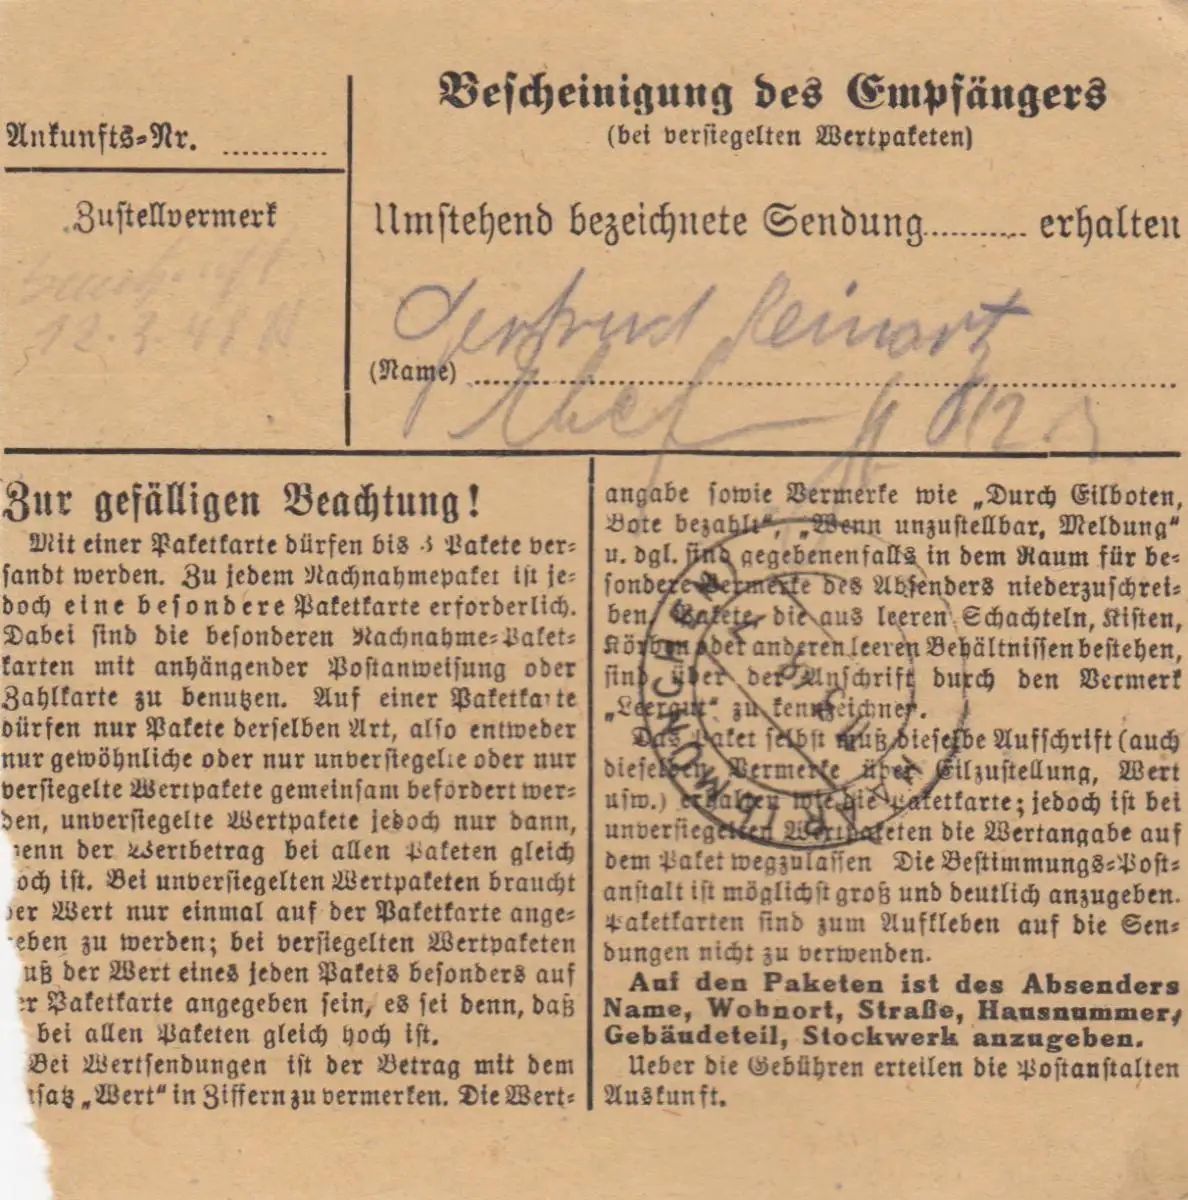 Bescheinigung des Empfängers
(bei versiegelten Wertpaketen)
Ankunfts=Nr. ............
Zustellvermerk
12.3.48
Umstehend bezeichnete Sendung........... erhalten
Gertrud
(Name)
12.3
Zur gefälligen Beachtung!
Mit einer Paketkarte dürfen bis 3 Pakete ver=
sandt werden. Zu jedem Nachnahmepaket ist je=
doch eine besondere Paketkarte erforderlich.
Dabei sind die besonderen Nachnahme=Paket=
karten mit anhängender Postanweisung oder
Zahlkarte zu benutzen. Auf einer Paketkarte
dürfen nur Pakete derselben Art, also entweder
nur gewöhnliche oder nur unversiegelte oder nur
versiegelte Wertpakete gemeinsam befördert wer=
den, unversiegelte Wertpakete jedoch nur dann,
wenn der Wertbetrag bei allen Paketen gleich
hoch ist. Bei unversiegelten Wertpaketen braucht
der Wert nur einmal auf der Paketkarte ange=
geben zu werden; bei versiegelten Wertpaketen
muß der Wert eines jeden Pakets besonders auf
der Paketkarte angegeben sein, es sei denn, daß
bei allen Paketen gleich hoch ist.
Bei Wertsendungen ist der Betrag mit dem
Zusatz „Wert“ in Ziffern zu vermerken. Die Wert=
angabe sowie Vermerke wie „Durch Eilboten,
Bote bezahlt“, „Wenn unzustellbar, Meldung“
u. dgl. sind gegebenenfalls in dem Raum für be=
sondere Vermerke des Absenders niederzuschrei=
ben. Pakete, die aus leeren Schachteln, Kisten,
Körben oder anderen leeren Behältnissen bestehen,
sind über der Anschrift durch den Vermerk
„Leergut“ zu kennzeichnen.
Das Paket selbst muß dieselbe Aufschrift (auch
dieselben Vermerke über Eilzustellung, Wert
usw.) erhalten wie die Paketkarte; jedoch ist bei
unversiegelten Wertpaketen die Wertangabe auf
dem Paket wegzulassen Die Bestimmungs=Post=
anstalt ist möglichst groß und deutlich anzugeben.
Paketkarten sind zum Aufkleben auf die Sen=
dungen nicht zu verwenden.
Auf den Paketen ist des Absenders
Name, Wohnort, Straße, Hausnummer,
Gebäudeteil, Stockwerk anzugeben.
Ueber die Gebühren erteilen die Postanstalten
Auskunft.